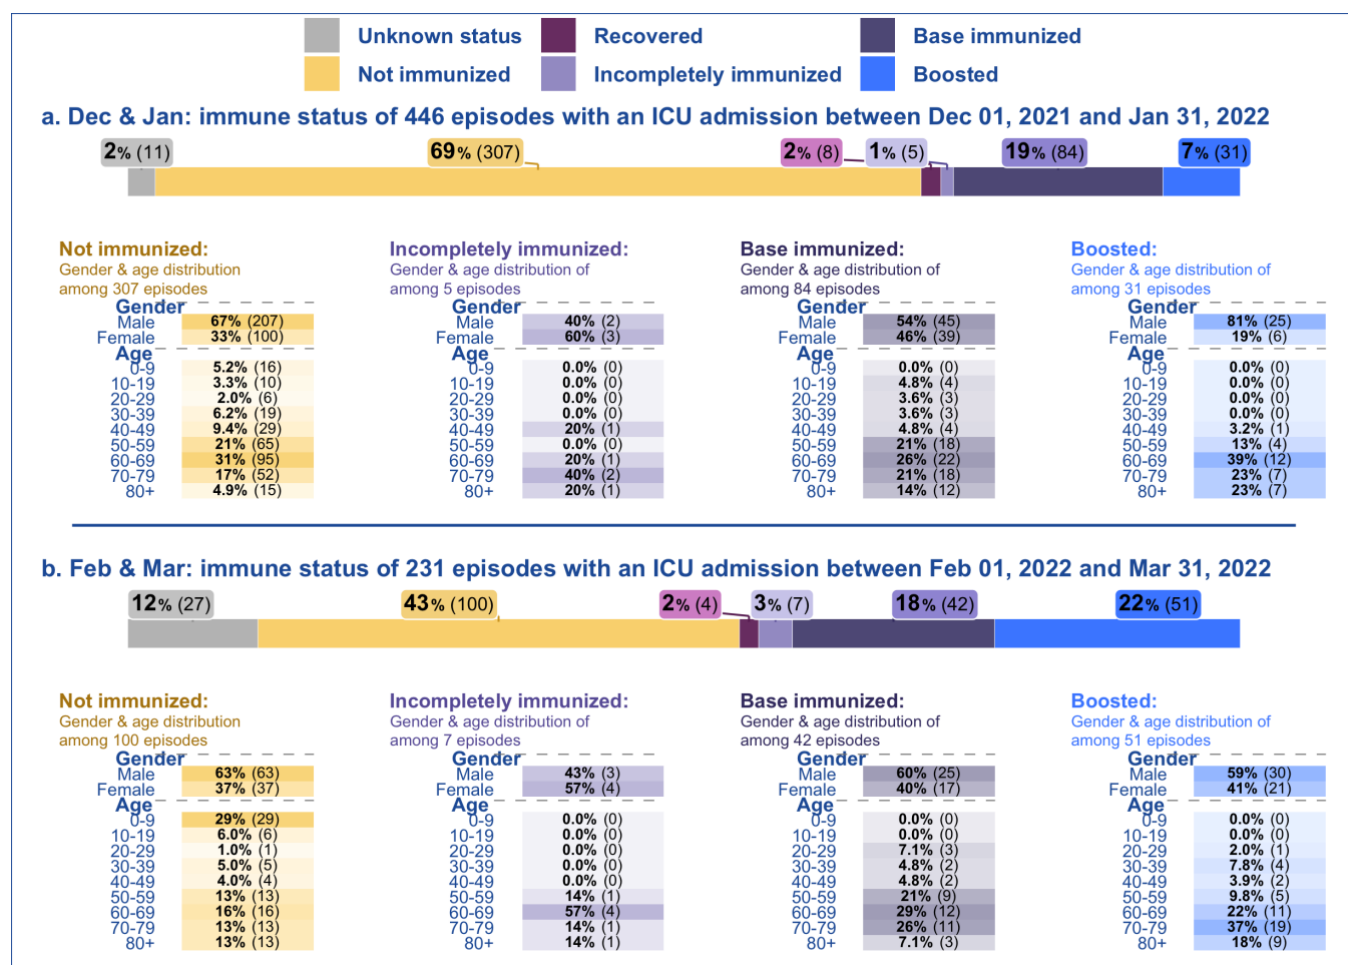 Unknown status Recovered Base immunized
Not immunized Incompletely immunized Boosted
a. Dec & Jan: immune status of 446 episodes with an ICU admission between Dec 01, 2021 and Jan 31, 2022
2% (11) 69% (307) 2% (8) 1% (5) 19% (84) 7% (31)
Not immunized: Incompletely immunized: Base immunized: Boosted:
Gender & age distribution Gender & age distribution of Gender & age distribution of Gender & age distribution of
among 307 episodes among 5 episodes among 84 episodes among 31 episodes
Gender Gender Gender Gender
Male 67% (207) Male 40% (2) Male 54% (45) Male 81% (25)
Female 33% (100) Female 60% (3) Female 46% (39) Female 19% (6)
Age Age Age Age
0-9 5.2% (16) 0-9 0.0% (0) 0-9 0.0% (0) 0-9 0.0% (0)
10-19 3.3% (10) 10-19 0.0% (0) 10-19 4.8% (4) 10-19 0.0% (0)
20-29 2.0% (6) 20-29 0.0% (0) 20-29 3.6% (3) 20-29 0.0% (0)
30-39 6.2% (19) 30-39 0.0% (0) 30-39 3.6% (3) 30-39 0.0% (0)
40-49 9.4% (29) 40-49 20% (1) 40-49 4.8% (4) 40-49 3.2% (1)
50-59 21% (65) 50-59 0.0% (0) 50-59 21% (18) 50-59 13% (4)
60-69 31% (95) 60-69 20% (1) 60-69 26% (22) 60-69 39% (12)
70-79 17% (52) 70-79 40% (2) 70-79 21% (18) 70-79 23% (7)
80+ 4.9% (15) 80+ 20% (1) 80+ 14% (12) 80+ 23% (7)
b. Feb & Mar: immune status of 231 episodes with an ICU admission between Feb 01, 2022 and Mar 31, 2022
12% (27) 43% (100) 2% (4) 3% (7) 18% (42) 22% (51)
Not immunized: Incompletely immunized: Base immunized: Boosted:
Gender & age distribution Gender & age distribution of Gender & age distribution of Gender & age distribution of
among 100 episodes among 7 episodes among 42 episodes among 51 episodes
Gender Gender Gender Gender
Male 63% (63) Male 43% (3) Male 60% (25) Male 59% (30)
Female 37% (37) Female 57% (4) Female 40% (17) Female 41% (21)
Age Age Age Age
0-9 29% (29) 0-9 0.0% (0) 0-9 0.0% (0) 0-9 0.0% (0)
10-19 6.0% (6) 10-19 0.0% (0) 10-19 0.0% (0) 10-19 0.0% (0)
20-29 1.0% (1) 20-29 0.0% (0) 20-29 7.1% (3) 20-29 2.0% (1)
30-39 5.0% (5) 30-39 0.0% (0) 30-39 4.8% (2) 30-39 7.8% (4)
40-49 4.0% (4) 40-49 0.0% (0) 40-49 4.8% (2) 40-49 3.9% (2)
50-59 13% (13) 50-59 14% (1) 50-59 21% (9) 50-59 9.8% (5)
60-69 16% (16) 60-69 57% (4) 60-69 29% (12) 60-69 22% (11)
70-79 13% (13) 70-79 14% (1) 70-79 26% (11) 70-79 37% (19)
80+ 13% (13) 80+ 14% (1) 80+ 7.1% (3) 80+ 18% (9)